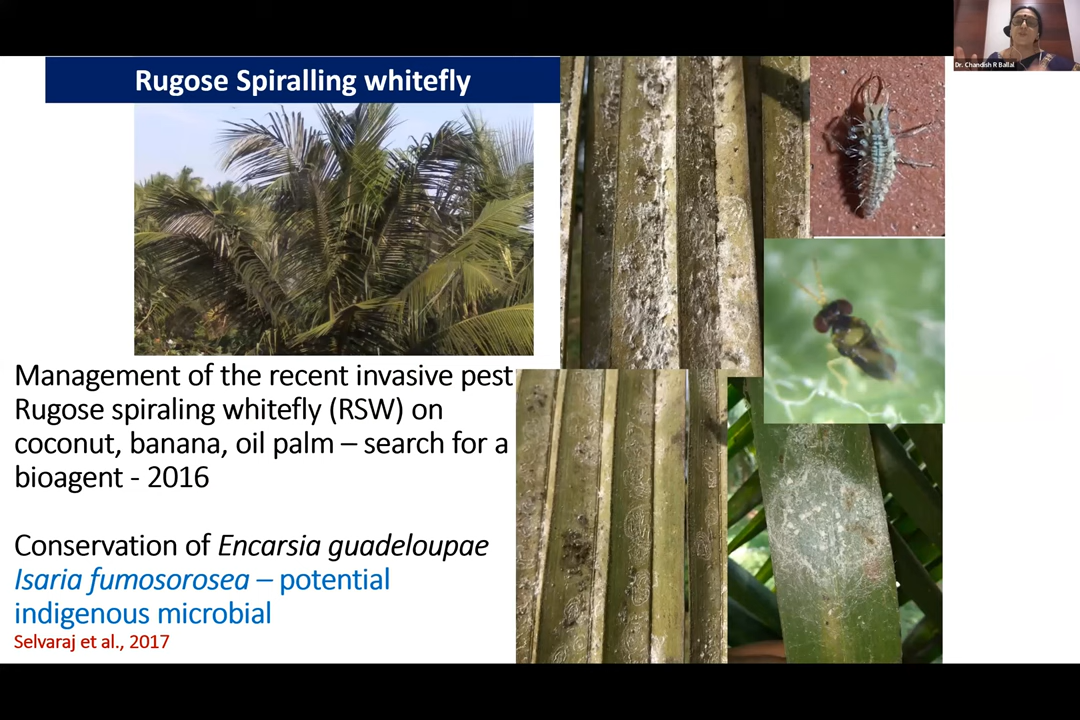 Rugose Spiralling whitefly
Dr. Chandish R Ballal
Management of the recent invasive pest
Rugose spiraling whitefly (RSW) on
coconut, banana, oil palm – search for a
bioagent - 2016
Conservation of Encarsia guadeloupae
Isaria fumosorosea – potential
indigenous microbial
Selvaraj et al., 2017